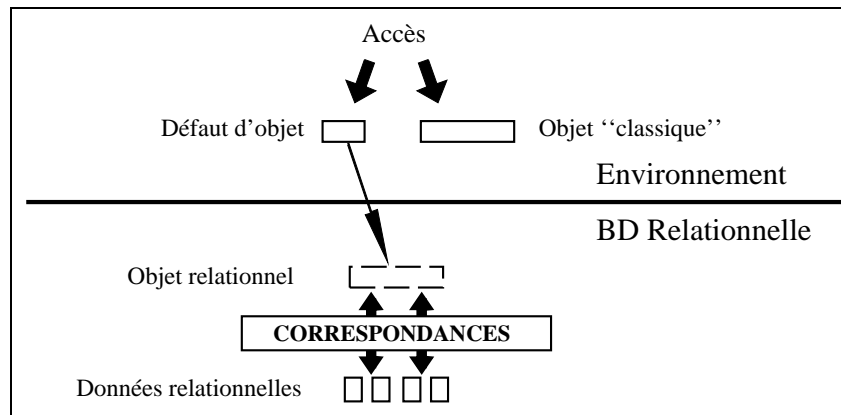 Accès
Défaut d'objet
Objet ‘‘classique’’
Environnement
BD Relationnelle
Objet relationnel
CORRESPONDANCES
Données relationnelles